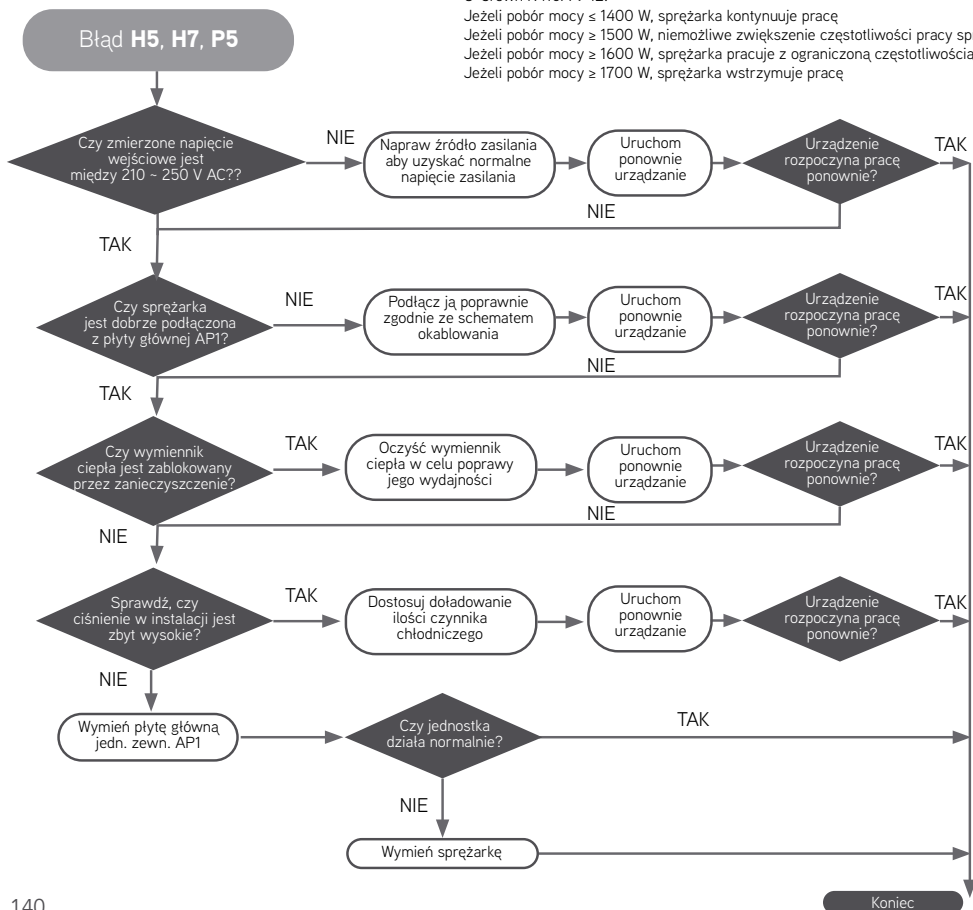 Błąd H5, H7, P5
Jeżeli pobór mocy ≤ 1400 W, sprężarka kontynuuje pracę
Jeżeli pobór mocy ≥ 1500 W, niemożliwe zwiększenie częstotliwości pracy
Jeżeli pobór mocy ≥ 1600 W, sprężarka pracuje z ograniczoną
Jeżeli pobór mocy ≥ 1700 W, sprężarka wstrzymuje pracę
Czy zmierzone napięcie
wejściowe jest
między 210 ~ 250 V AC??
NIE
Napraw źródło zasilania
aby uzyskać normalne
napięcie zasilania
Uruchom
ponownie
urządzanie
Urządzenie
rozpoczyna pracę
ponownie?
TAK
NIE
TAK
Czy sprężarka
jest dobrze podłączona
z płyty głównej AP1?
NIE
Podłącz ją poprawnie
zgodnie ze schematem
okablowania
Uruchom
ponownie
urządzanie
Urządzenie
rozpoczyna pracę
ponownie?
TAK
NIE
TAK
Czy wymiennik
ciepła jest zablokowany
przez zanieczyszczenie?
TAK
Oczyść wymiennik
ciepła w celu poprawy
jego wydajności
Uruchom
ponownie
urządzanie
Urządzenie
rozpoczyna pracę
ponownie?
TAK
NIE
NIE
Sprawdź, czy
ciśnienie w instalacji jest
zbyt wysokie?
TAK
Dostosuj doładowanie
ilości czynnika
chłodniczego
Uruchom
ponownie
urządzanie
Urządzenie
rozpoczyna pracę
ponownie?
TAK
NIE
Wymień płytę główną
jedn. zewn. AP1
Czy jednostka
działa normalnie?
TAK
NIE
Wymień sprężarkę
140
Koniec